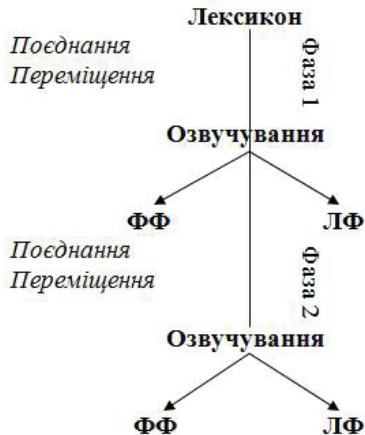 Лексикон
Поєднання
Переміщення
Фаза 1
Озвучування
ФФ
ЛФ
Поєднання
Переміщення
Фаза 2
Озвучування
ФФ
ЛФ